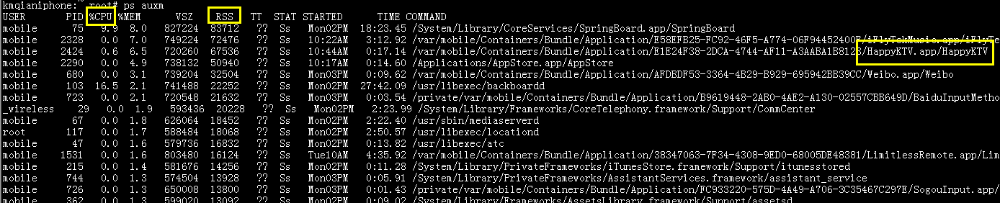 kmqianiphone:~ root# ps auxm
USER PID %CPU %MEM VSZ RSS TT STAT STARTED TIME COMMAND
mobile 75 9.9 8.0 827224 83712 ?? Ss Mon02PM 18:23.45 /System/Library/CoreServices/SpringBoard.app/SpringBoard
mobile 2328 0.0 7.0 749224 72476 ?? Ss 10:22AM 3:12.92 /var/mobile/Containers/Bundle/Application/E58EFB25-FC92-46F5-A774-06F94452400E/iFlyTekMusic.app/iFlyTe
mobile 2424 0.6 6.5 720260 67536 ?? Ss 10:44AM 0:17.14 /var/mobile/Containers/Bundle/Application/E1E24F38-2DCA-4744-AF11-A3AABA1B8123/HappyKTV.app/HappyKTV
mobile 2290 0.0 4.9 738132 50940 ?? Ss 10:17AM 0:14.60 /Applications/AppStore.app/AppStore
mobile 680 0.0 3.1 739204 32504 ?? Ss Mon03PM 0:09.62 /var/mobile/Containers/Bundle/Application/AFDBDF53-3364-4B29-B929-695942BB39CC/Weibo.app/Weibo
mobile 103 16.5 2.1 741488 22252 ?? Ss Mon02PM 27:42.09 /usr/libexec/backboardd
mobile 723 0.0 2.1 720548 21632 ?? Ss Mon03PM 0:03.54 /private/var/mobile/Containers/Bundle/Application/B9619448-2AB0-4AE2-A130-02557CBB649D/BaiduInputMetho
_wireless 29 0.0 1.9 593436 20228 ?? Ss Mon02PM 2:23.99 /System/Library/Frameworks/CoreTelephony.framework/Support/CommCenter
mobile 67 0.0 1.8 626064 18452 ?? Ss Mon02PM 2:22.40 /usr/sbin/mediaserverd
root 117 0.0 1.7 588484 18068 ?? Ss Mon02PM 2:50.57 /usr/libexec/locationd
mobile 47 0.0 1.6 579736 16832 ?? Ss Mon02PM 0:13.82 /usr/libexec/atc
mobile 1531 0.0 1.6 803480 16124 ?? Ss Tue10AM 4:35.92 /var/mobile/Containers/Bundle/Application/38347063-7F34-4308-9ED0-68005DE48381/LimitlessRemote.app/Li
mobile 215 0.0 1.4 581676 14256 ?? Ss Mon02PM 0:11.28 /System/Library/PrivateFrameworks/iTunesStore.framework/Support/itunesstored
mobile 744 0.0 1.3 574504 13928 ?? Ss Mon03PM 0:05.91 /System/Library/PrivateFrameworks/AssistantServices.framework/assistant_service
mobile 726 0.0 1.3 650008 13800 ?? Ss Mon03PM 0:01.43 /private/var/mobile/Containers/Bundle/Application/FC933220-575D-4A49-A706-3C35467C297E/SogouInput.app/
mobile 362 0.0 1.3 599020 13092 ?? Ss Mon02PM 0:09.02 /System/Library/Frameworks/AssetsLibrary.framework/Support/assetsd